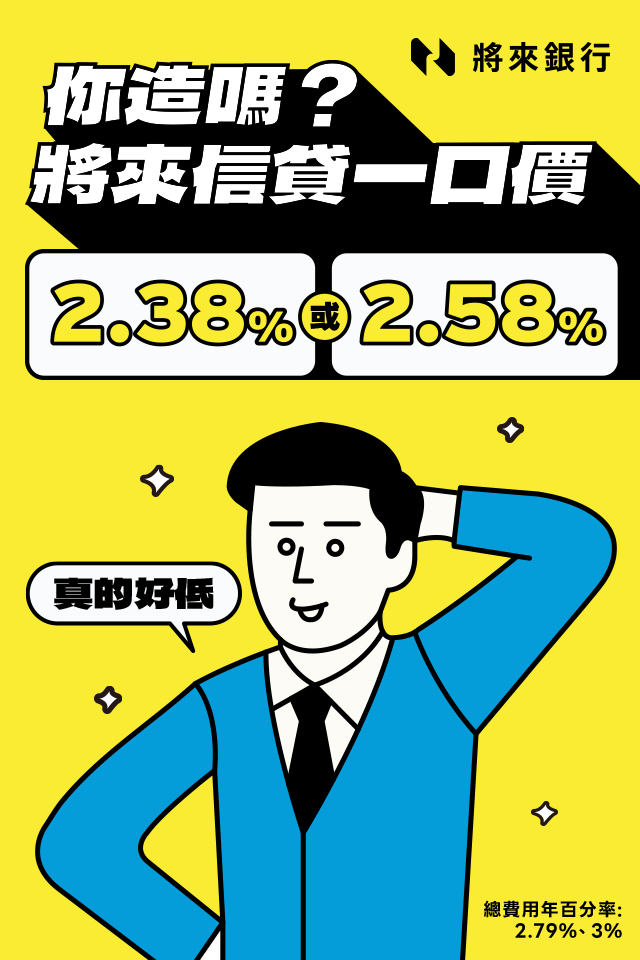 將來銀行
你造嗎？
將來信貸一口價
2.38%或2.58%
真的好低
總費用年百分率:
2.79%、3%